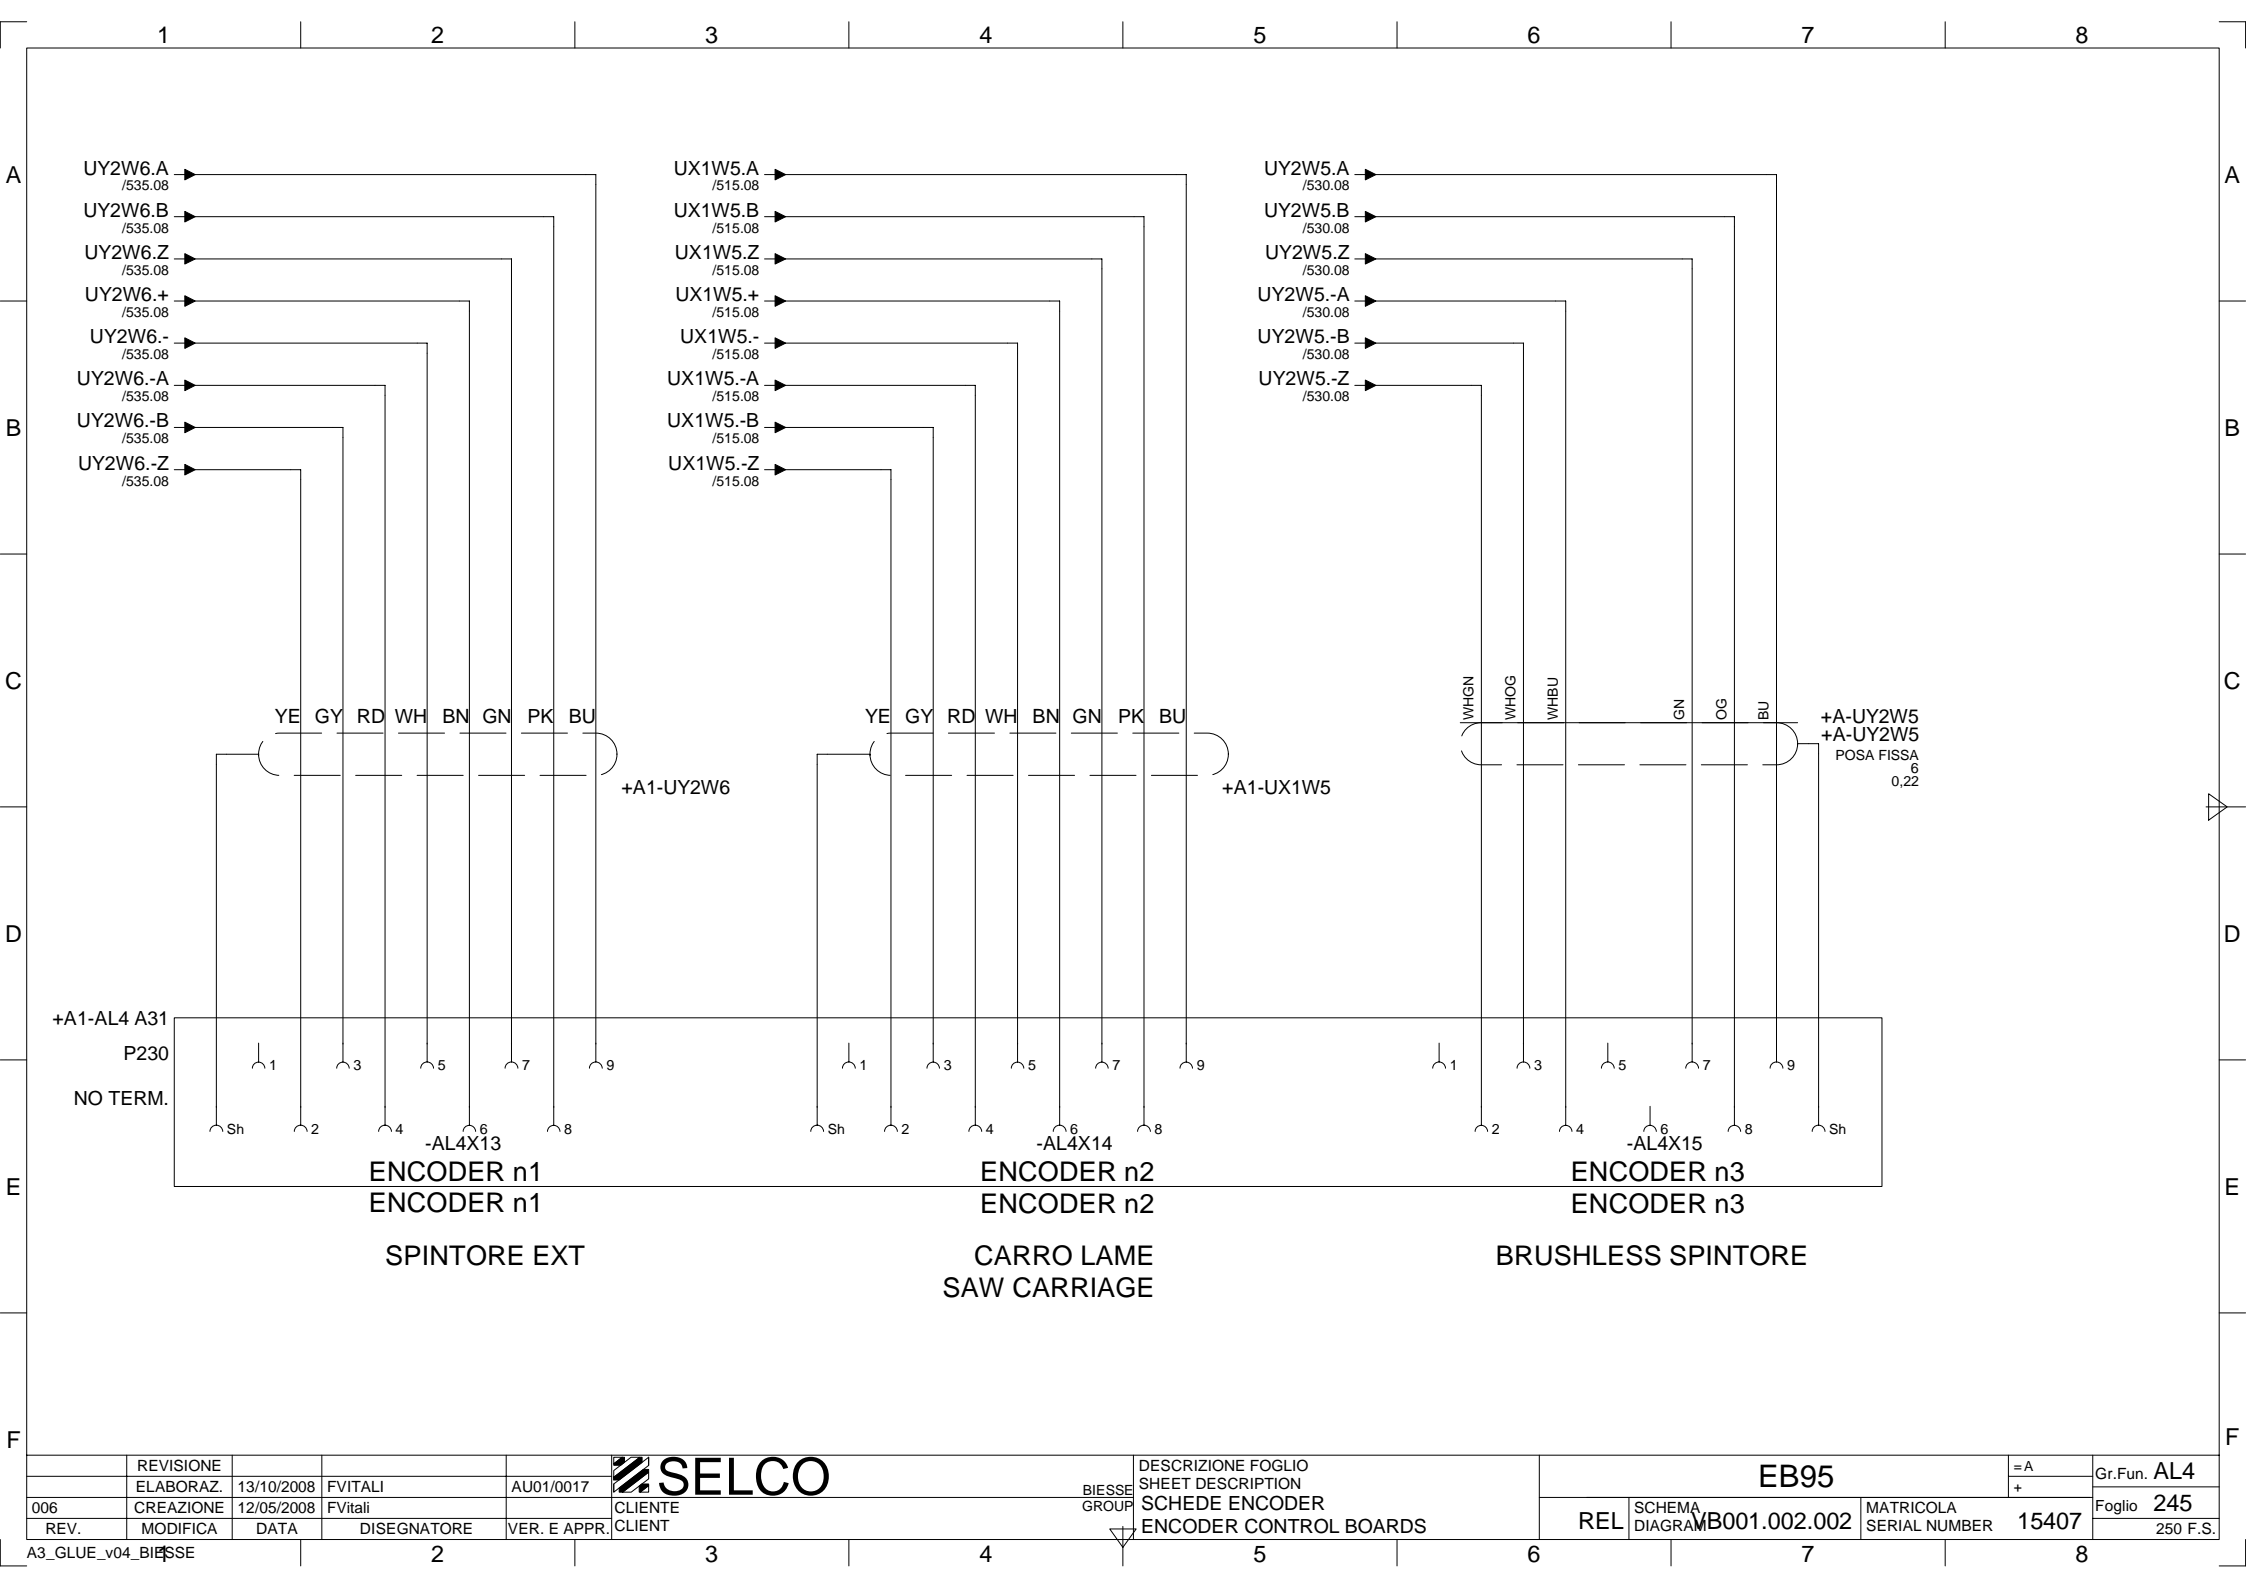 1 2 3 4 5 6 7 8
A A
UY2W6.A
/535.08
UY2W6.B
/535.08
UY2W6.Z
/535.08
UY2W6.+
/535.08
UY2W6.-
/535.08
UY2W6.-A
/535.08
UY2W6.-B
/535.08
UY2W6.-Z
/535.08
UX1W5.A
/515.08
UX1W5.B
/515.08
UX1W5.Z
/515.08
UX1W5.+
/515.08
UX1W5.-
/515.08
UX1W5.-A
/515.08
UX1W5.-B
/515.08
UX1W5.-Z
/515.08
UY2W5.A
/530.08
UY2W5.B
/530.08
UY2W5.Z
/530.08
UY2W5.-A
/530.08
UY2W5.-B
/530.08
UY2W5.-Z
/530.08
B B
C C
YE GY RD WH BN GN PK BU
+A1-UY2W6
YE GY RD WH BN GN PK BU
+A1-UX1W5
WHGN WHOG WHBU GN OG BU
+A-UY2W5
+A-UY2W5
POSA FISSA
6
0,22
D D
+A1-AL4 A31
P230
NO TERM.
1 3 5 7 9
Sh 2 4 6 8
-AL4X13
ENCODER n1
ENCODER n1
SPINTORE EXT
1 3 5 7 9
Sh 2 4 6 8
-AL4X14
ENCODER n2
ENCODER n2
CARRO LAME
SAW CARRIAGE
1 3 5 7 9
2 4 6 8 Sh
-AL4X15
ENCODER n3
ENCODER n3
BRUSHLESS SPINTORE
E E
F F
REVISIONE
ELABORAZ. 13/10/2008 FVITALI AU01/0017
006 CREAZIONE 12/05/2008 FVitali
REV. MODIFICA DATA DISEGNATORE VER. E APPR.
SELCO
BIESSE
GROUP
CLIENTE
CLIENT
DESCRIZIONE FOGLIO
SHEET DESCRIPTION
SCHEDE ENCODER
ENCODER CONTROL BOARDS
EB95
REL
SCHEMA
DIAGRAM
VB001.002.002
MATRICOLA
SERIAL NUMBER
15407
=A
+
Gr.Fun. AL4
Foglio 245
250 F.S.
A3_GLUE_v04_BIESSE
1 2 3 4 5 6 7 8